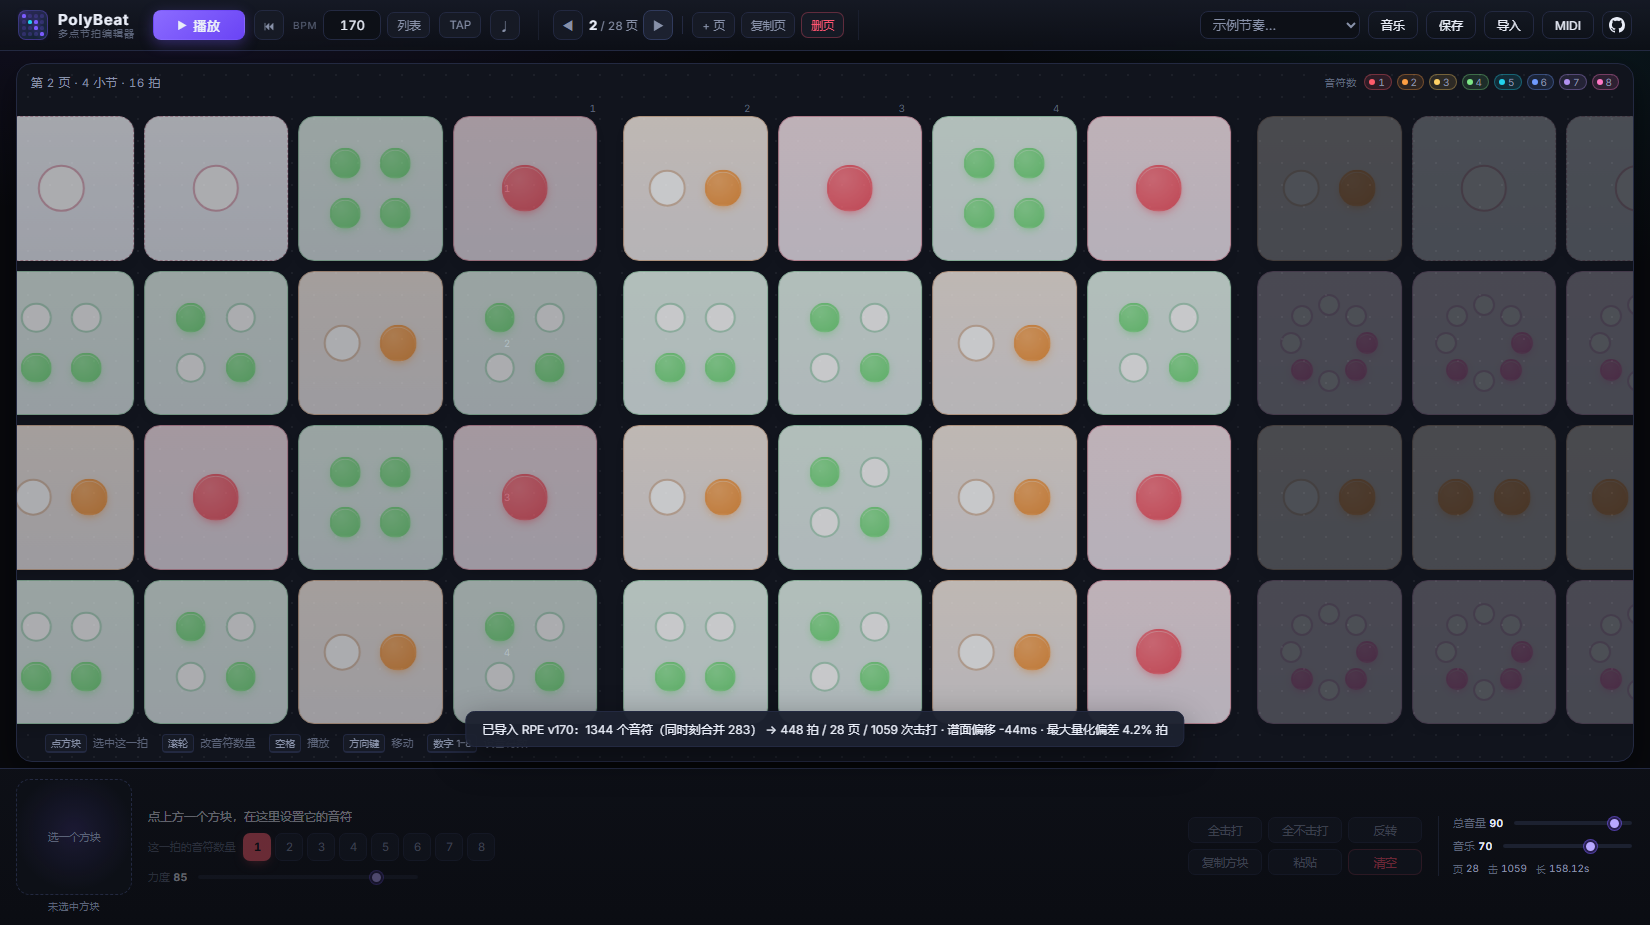 PolyBeat
多点节拍编辑器
播放
BPM 170 列表 TAP ♩
2 / 28 页
+ 页 复制页 删页
示例节奏... 音乐 保存 导入 MIDI
第 2 页 · 4 小节 · 16 拍
音符数 1 2 3 4 5 6 7 8
1 2 3 4
1
2
3
4
点方块 选中这一拍 滚轮 改音符数量 空格 播放 方向键 移动
已导入 RPE v170：1344 个音符（同时刻合并 283） → 448 拍 / 28 页 / 1059 次击打 · 谱面偏移 -44ms · 最大量化偏差 4.2% 拍
选一个方块
未选中方块
点上方一个方块，在这里设置它的音符
这一拍的音符数量 1 2 3 4 5 6 7 8
力度 85
全击打 全不击打 反转
复制方块 粘贴 清空
总音量 90
音乐 70
页 28 击 1059 长 158.12s